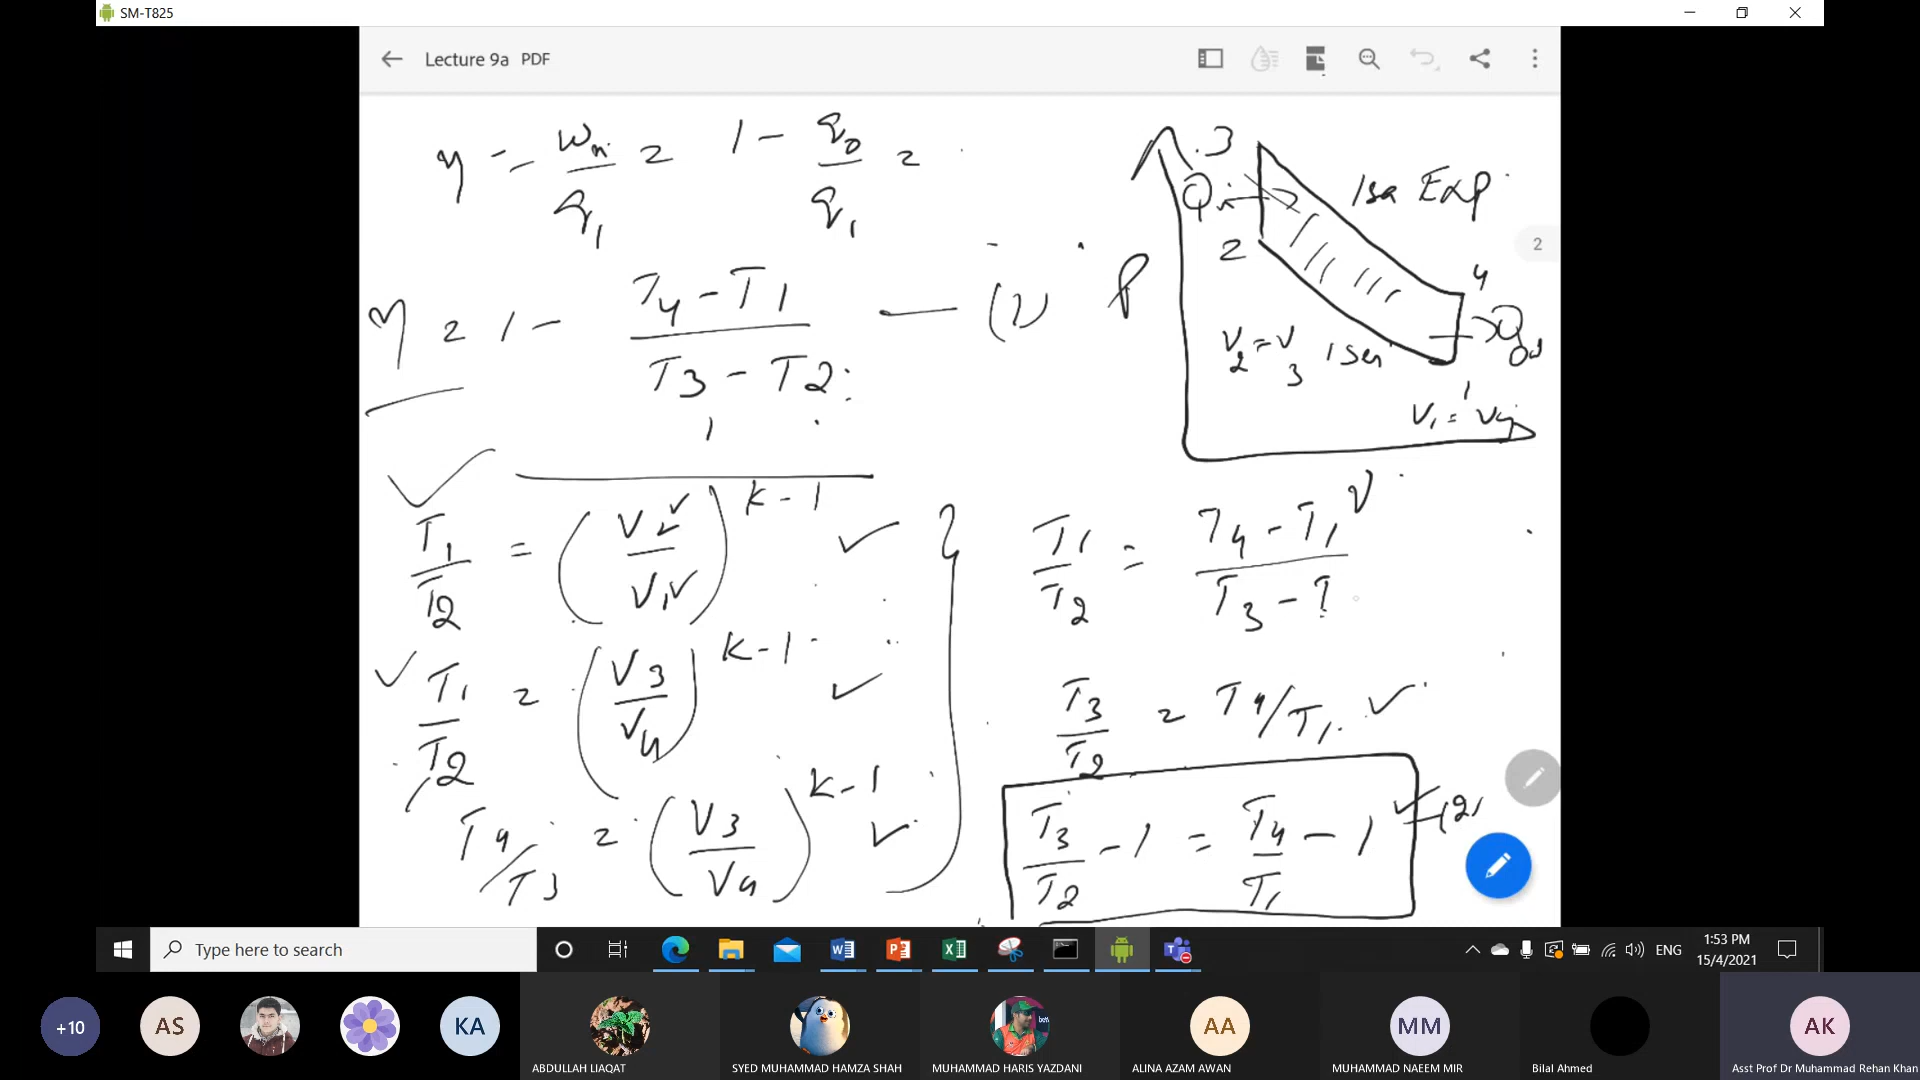 SM-T825
Lecture 9a PDF
η = Wn/q1 = 1 - q0/q1 =
η = 1 - (T4 - T1)/(T3 - T2) — (1)
T1/T2 = (V2/V1)^k-1
T1/T2 = (V3/V4)^k-1
T4/T3 = (V3/V4)^k-1
3
Qi
2
Exp
4
P
V2 = V3
V1 = V4
1
V
T1/T2 = (T4 - T1)/(T3 - T
T3/T2 = T4/T1
T3/T2 - 1 = T4/T1 - 1 (2)
2
Type here to search
ENG
1:53 PM
15/4/2021
+10
AS
KA
AA
MM
AK
ABDULLAH LIAQAT
SYED MUHAMMAD HAMZA SHAH
MUHAMMAD HARIS YAZDANI
ALINA AZAM AWAN
MUHAMMAD NAEEM MIR
Bilal Ahmed
Asst Prof Dr Muhammad Rehan Khan